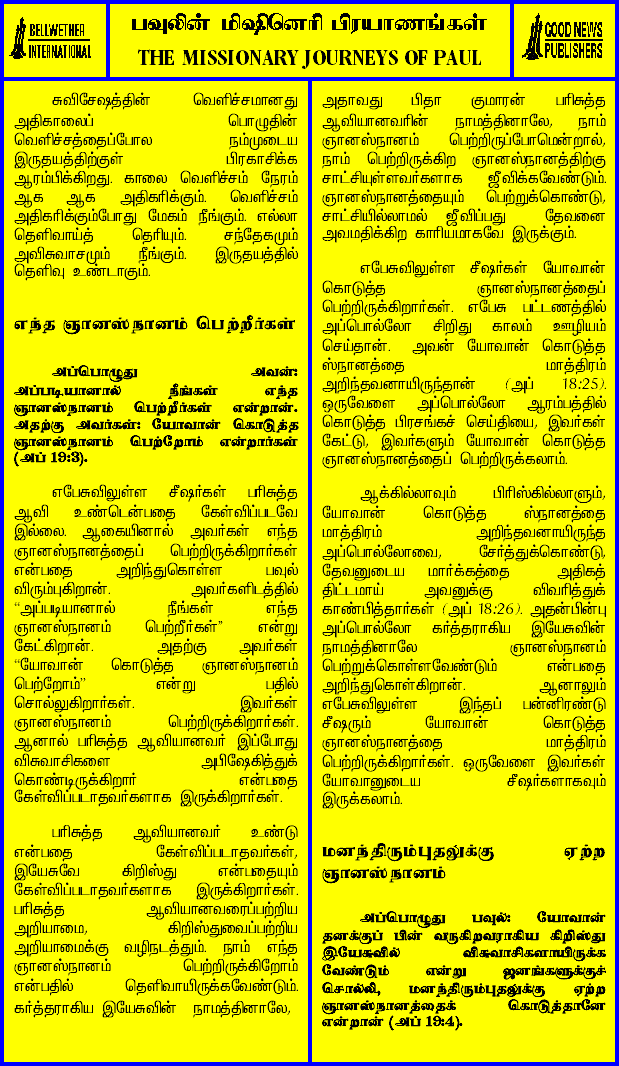 BELLWETHER
INTERNATIONAL
பவுலின் மிஷினெரி பிரயாணங்கள்
THE MISSIONARY JOURNEYS OF PAUL
GOOD NEWS
PUBLISHERS
சுவிசேஷத்தின் வெளிச்சமானது
அதிகாலைப் பொழுதின்
வெளிச்சத்தைப்போல நம்முடைய
இருதயத்திற்குள் பிரகாசிக்க
ஆரம்பிக்கிறது. காலை வெளிச்சம் நேரம்
ஆக ஆக அதிகரிக்கும். வெளிச்சம்
அதிகரிக்கும்போது மேகம் நீங்கும். எல்லா
தெளிவாய்த் தெரியும். சந்தேகமும்
அவிசுவாசமும் நீங்கும். இருதயத்தில்
தெளிவு உண்டாகும்.
எந்த ஞானஸ்நானம் பெற்றீர்கள்
அப்பொழுது அவன்:
அப்படியானால் நீங்கள் எந்த
ஞானஸ்நானம் பெற்றீர்கள் என்றான்.
அதற்கு அவர்கள்: யோவான் கொடுத்த
ஞானஸ்நானம் பெற்றோம் என்றார்கள்
(அப் 19:3).
எபேசுவிலுள்ள சீஷர்கள் பரிசுத்த
ஆவி உண்டென்பதை கேள்விப்படவே
இல்லை. ஆகையினால் அவர்கள் எந்த
ஞானஸ்நானத்தைப் பெற்றிருக்கிறார்கள்
என்பதை அறிந்துகொள்ள பவுல்
விரும்புகிறான். அவர்களிடத்தில்
“அப்படியானால் நீங்கள் எந்த
ஞானஸ்நானம் பெற்றீர்கள்” என்று
கேட்கிறான். அதற்கு அவர்கள்
“யோவான் கொடுத்த ஞானஸ்நானம்
பெற்றோம்” என்று பதில்
சொல்லுகிறார்கள். இவர்கள்
ஞானஸ்நானம் பெற்றிருக்கிறார்கள்.
ஆனால் பரிசுத்த ஆவியானவர் இப்போது
விசுவாசிகளை அபிஷேகித்துக்
கொண்டிருக்கிறார் என்பதை
கேள்விப்படாதவர்களாக இருக்கிறார்கள்.
பரிசுத்த ஆவியானவர் உண்டு
என்பதை கேள்விப்படாதவர்கள்,
இயேசுவே கிறிஸ்து என்பதையும்
கேள்விப்படாதவர்களாக இருக்கிறார்கள்.
பரிசுத்த ஆவியானவரைப்பற்றிய
அறியாமை, கிறிஸ்துவைப்பற்றிய
அறியாமைக்கு வழிநடத்தும். நாம் எந்த
ஞானஸ்நானம் பெற்றிருக்கிறோம்
என்பதில் தெளிவாயிருக்கவேண்டும்.
கர்த்தராகிய இயேசுவின் நாமத்தினாலே,
அதாவது பிதா குமாரன் பரிசுத்த
ஆவியானவரின் நாமத்தினாலே, நாம்
ஞானஸ்நானம் பெற்றிருப்போமென்றால்,
நாம் பெற்றிருக்கிற ஞானஸ்நானத்திற்கு
சாட்சியுள்ளவர்களாக ஜீவிக்கவேண்டும்.
ஞானஸ்நானத்தையும் பெற்றுக்கொண்டு,
சாட்சியில்லாமல் ஜீவிப்பது தேவனை
அவமதிக்கிற காரியமாகவே இருக்கும்.
எபேசுவிலுள்ள சீஷர்கள் யோவான்
கொடுத்த ஞானஸ்நானத்தைப்
பெற்றிருக்கிறார்கள். எபேசு பட்டணத்தில்
அப்பொல்லோ சிறிது காலம் ஊழியம்
செய்தான். அவன் யோவான் கொடுத்த
ஸ்நானத்தை மாத்திரம்
அறிந்தவனாயிருந்தான் (அப் 18:25).
ஒருவேளை அப்பொல்லோ ஆரம்பத்தில்
கொடுத்த பிரசங்கச் செய்தியை, இவர்கள்
கேட்டு, இவர்களும் யோவான் கொடுத்த
ஞானஸ்நானத்தைப் பெற்றிருக்கலாம்.
ஆக்கில்லாவும் பிரிஸ்கில்லாளும்,
யோவான் கொடுத்த ஸ்நானத்தை
மாத்திரம் அறிந்தவனாயிருந்த
அப்பொல்லோவை, சேர்த்துக்கொண்டு,
தேவனுடைய மார்க்கத்தை அதிகத்
திட்டமாய் அவனுக்கு விவரித்துக்
காண்பித்தார்கள் (அப் 18:26). அதன்பின்பு
அப்பொல்லோ கர்த்தராகிய இயேசுவின்
நாமத்தினாலே ஞானஸ்நானம்
பெற்றுக்கொள்ளவேண்டும் என்பதை
அறிந்துகொள்கிறான். ஆனாலும்
எபேசுவிலுள்ள இந்தப் பன்னிரண்டு
சீஷரும் யோவான் கொடுத்த
ஞானஸ்நானத்தை மாத்திரம்
பெற்றிருக்கிறார்கள். ஒருவேளை இவர்கள்
யோவானுடைய சீஷர்களாகவும்
இருக்கலாம்.
மனந்திரும்புதலுக்கு ஏற்ற
ஞானஸ்நானம்
அப்பொழுது பவுல்: யோவான்
தனக்குப் பின் வருகிறவராகிய கிறிஸ்து
இயேசுவில் விசுவாசிகளாயிருக்க
வேண்டும் என்று ஜனங்களுக்குச்
சொல்லி, மனந்திரும்புதலுக்கு ஏற்ற
ஞானஸ்நானத்தைக் கொடுத்தானே
என்றான் (அப் 19:4).